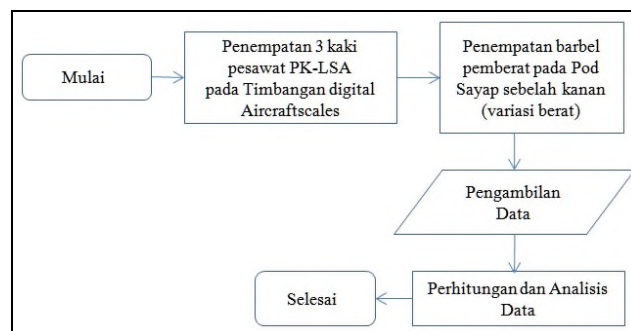 Mulai
Penempatan 3 kaki
pesawat PK-LSA
pada Timbangan digital
Aircraftscales
Penempatan barbel
pemberat pada Pod
Sayap sebelah kanan
(variasi berat)
Pengambilan
Data
Perhitungan dan Analisis
Data
Selesai